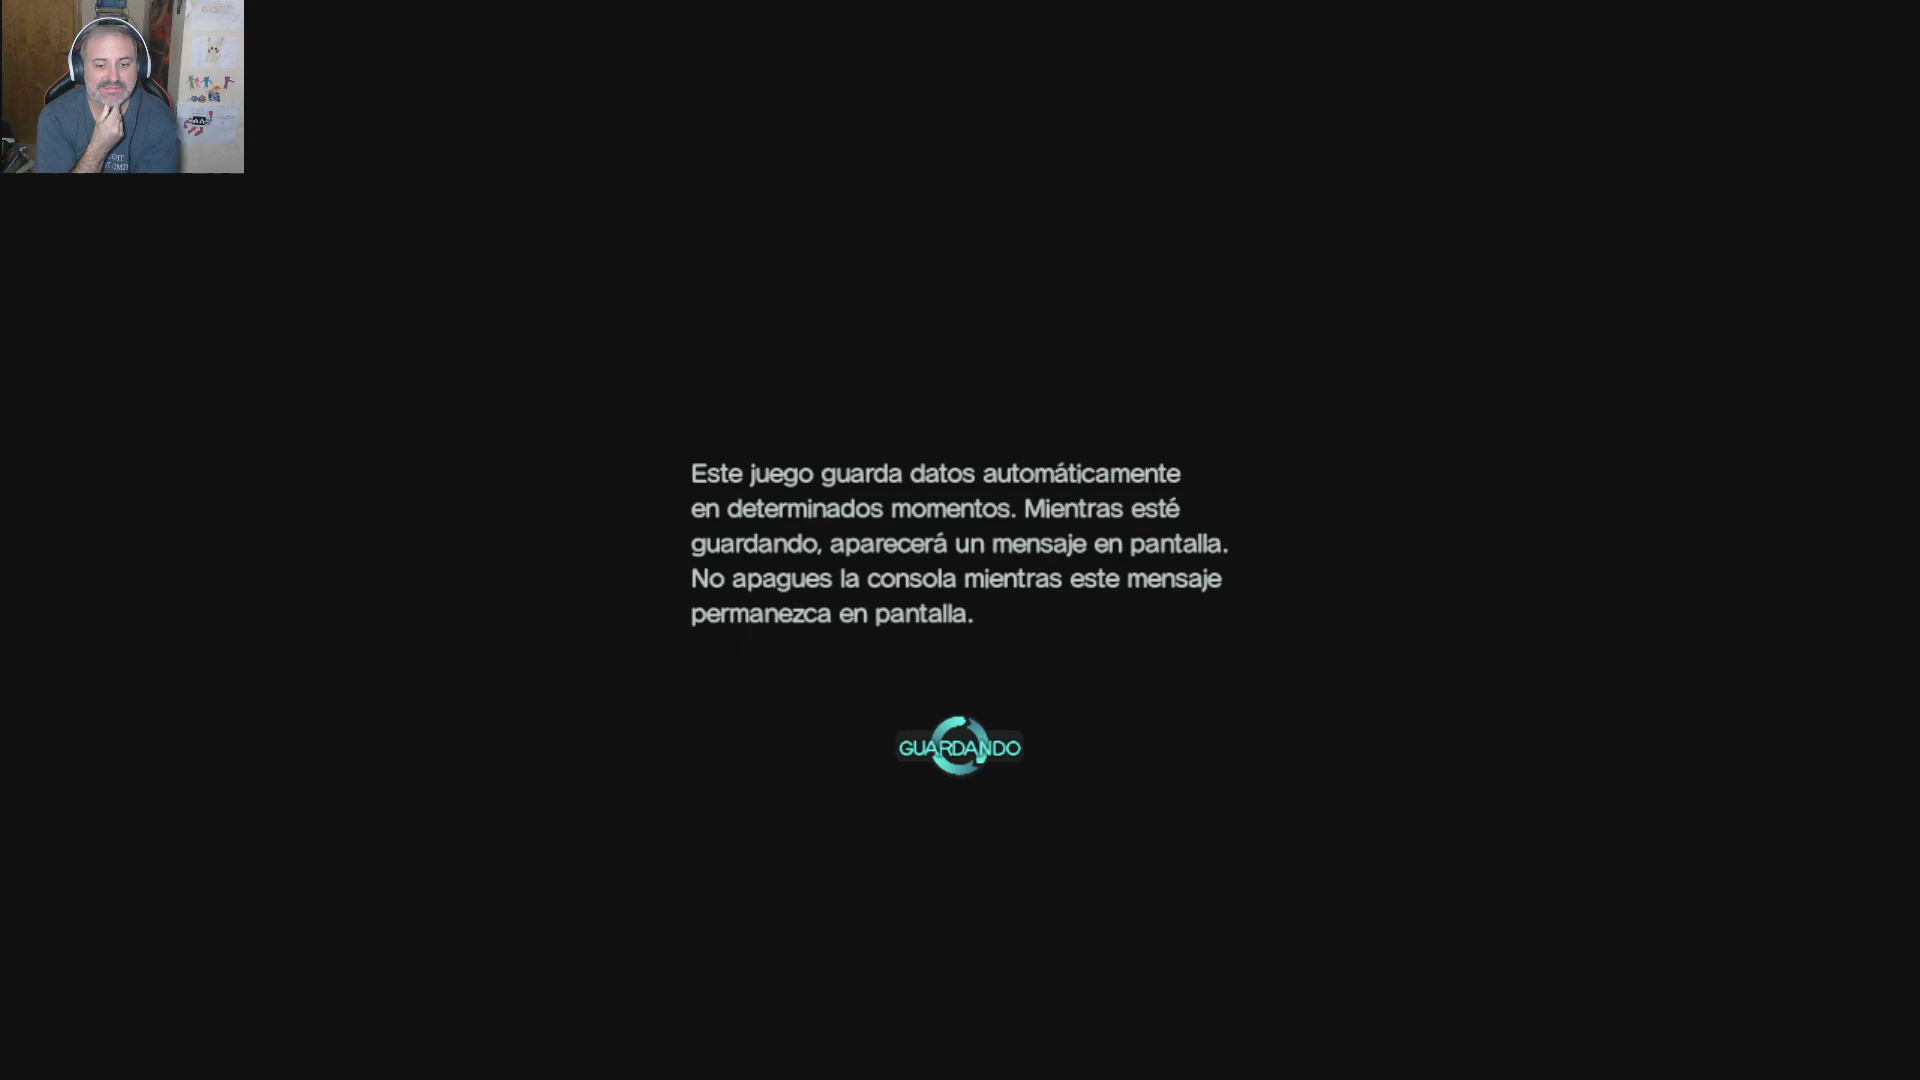 Este juego guarda datos automáticamente
en determinados momentos. Mientras esté
guardando, aparecerá un mensaje en pantalla.
No apagues la consola mientras este mensaje
permanezca en pantalla.
GUARDANDO